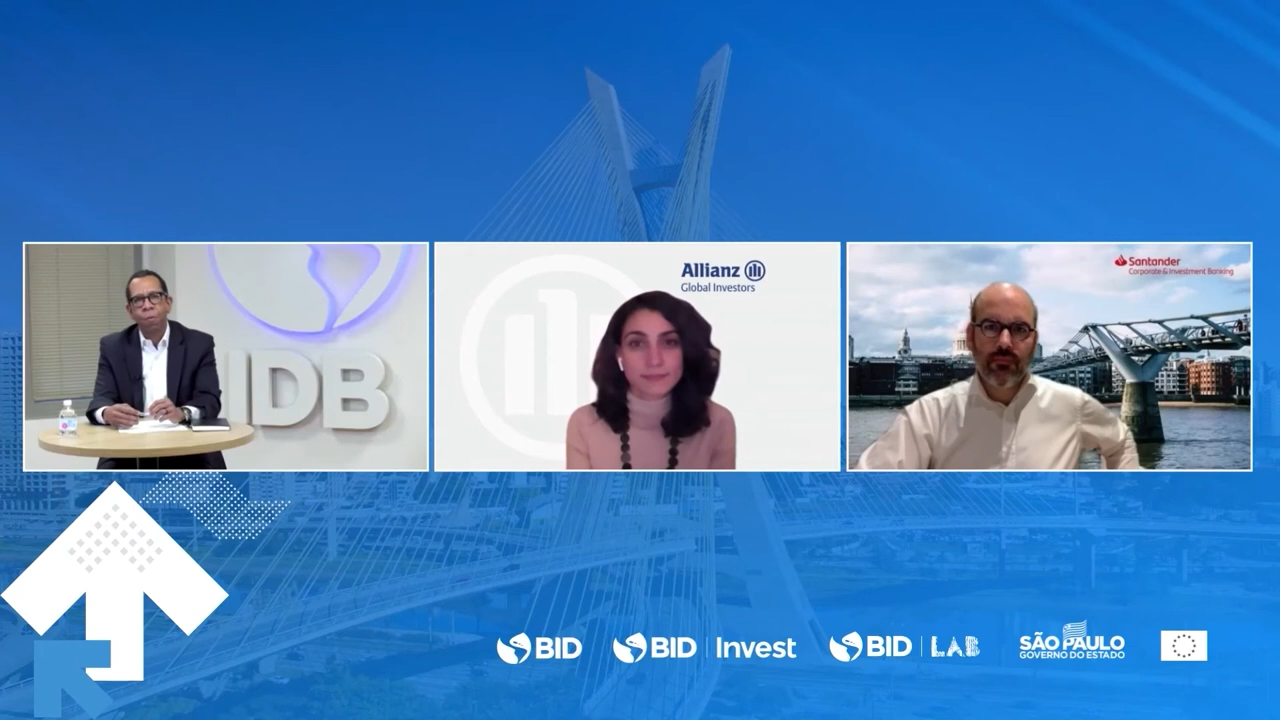 IDB
Allianz
Global Investors
Santander
Corporate & Investment Banking
BID
BID Invest
BID LAB
SÃO PAULO
GOVERNO DO ESTADO